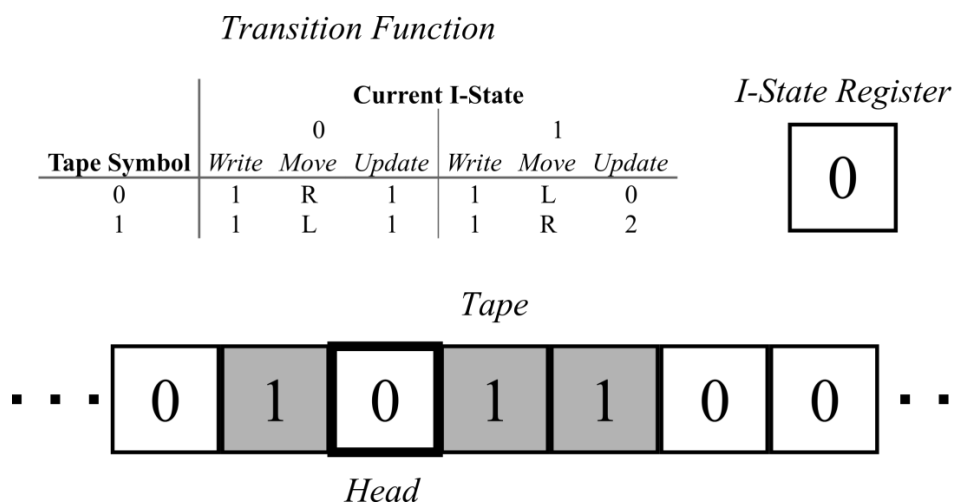 Transition Function
Current I-State
I-State Register
0 1
Tape Symbol Write Move Update Write Move Update
0 1 R 1 1 L 0
1 1 L 1 1 R 2
0
Tape
· · · 0 1 0 1 1 0 0 · ·
Head